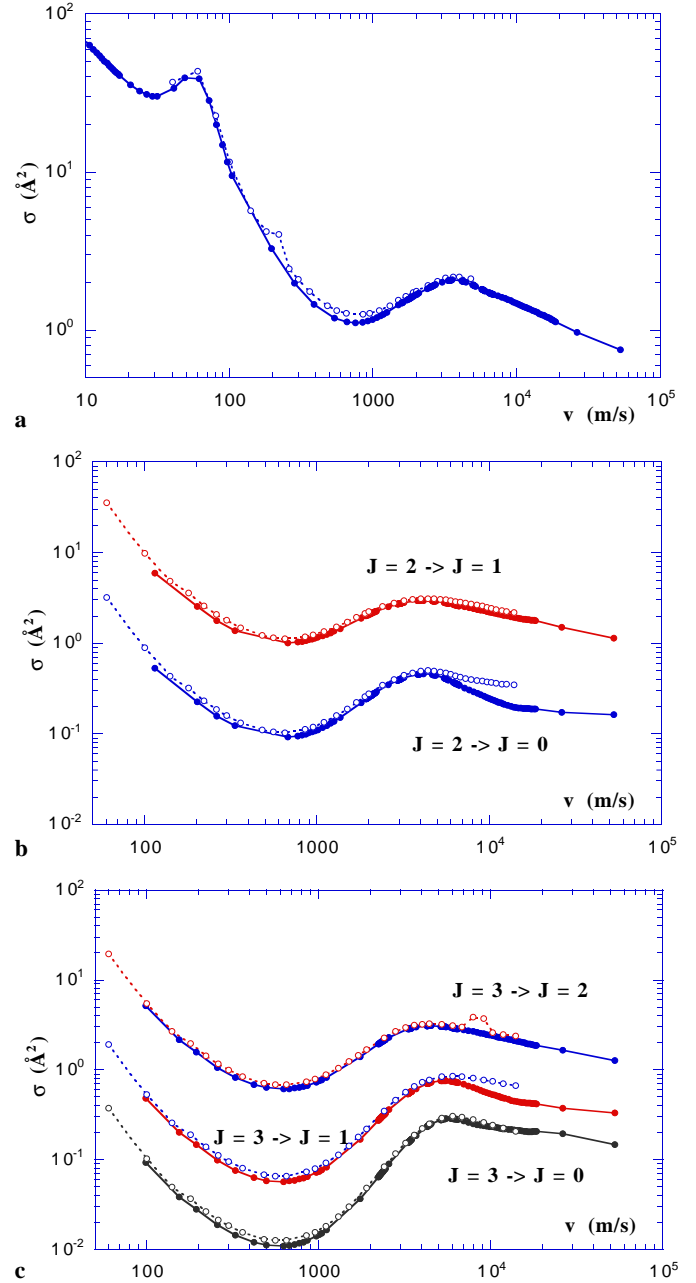 10²
10¹
10⁰
σ (Å²)
10
100
1000
10⁴
10⁵
v (m/s)
a
10²
10¹
10⁰
10⁻¹
10⁻²
σ (Å²)
J = 2 -> J = 1
J = 2 -> J = 0
v (m/s)
100
1000
10⁴
10⁵
b
10²
10¹
10⁰
10⁻¹
10⁻²
σ (Å²)
J = 3 -> J = 2
J = 3 -> J = 1
J = 3 -> J = 0
100
1000
10⁴
10⁵
v (m/s)
c